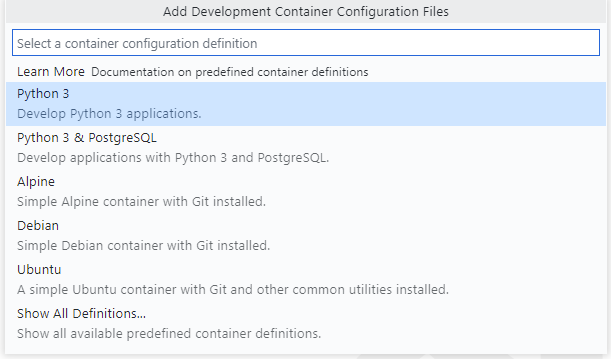 Add Development Container Configuration Files
Select a container configuration definition
Learn More Documentation on predefined container definitions
Python 3
Develop Python 3 applications.
Python 3 & PostgreSQL
Develop applications with Python 3 and PostgreSQL.
Alpine
Simple Alpine container with Git installed.
Debian
Simple Debian container with Git installed.
Ubuntu
A simple Ubuntu container with Git and other common utilities installed.
Show All Definitions...
Show all available predefined container definitions.